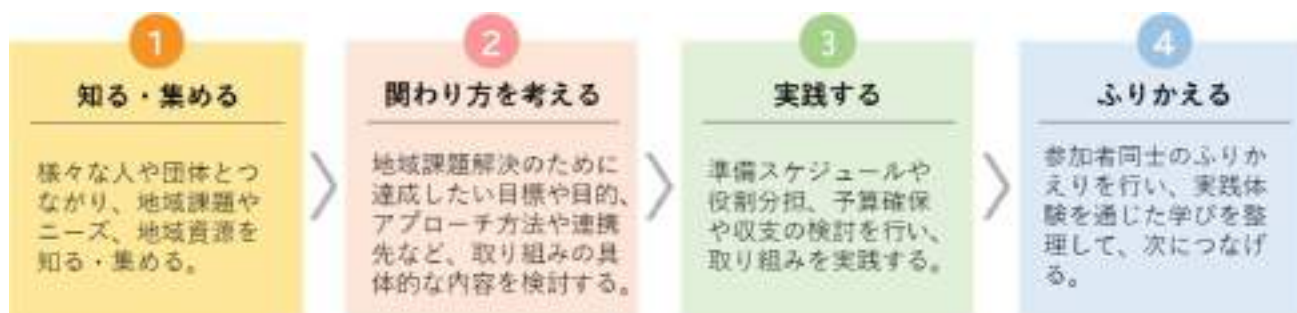 1
知る・集める
様々な人や団体とつ
ながり、地域課題や
ニーズ、地域資源を
知る・集める。
2
関わり方を考える
地域課題解決のために
達成したい目標や目的、
アプローチ方法や連携
先など、取り組みの具
体的な内容を検討する。
3
実践する
準備スケジュールや
役割分担、予算確保
や収支の検討を行い、
取り組みを実践する。
4
ふりかえる
参加者同士のふりか
えりを行い、実践体
験を通じた学びを整
理して、次につなげ
る。